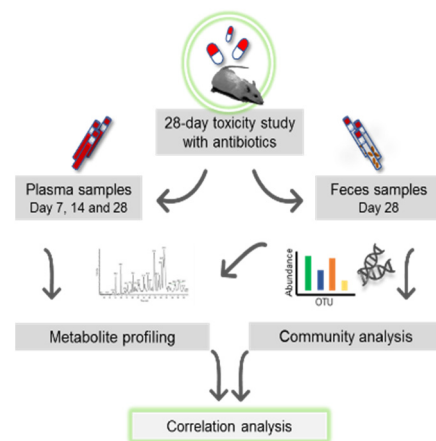 28-day toxicity study
with antibiotics
Plasma samples
Day 7, 14 and 28
Feces samples
Day 28
Abundance
OTU
Metabolite profiling
Community analysis
Correlation analysis